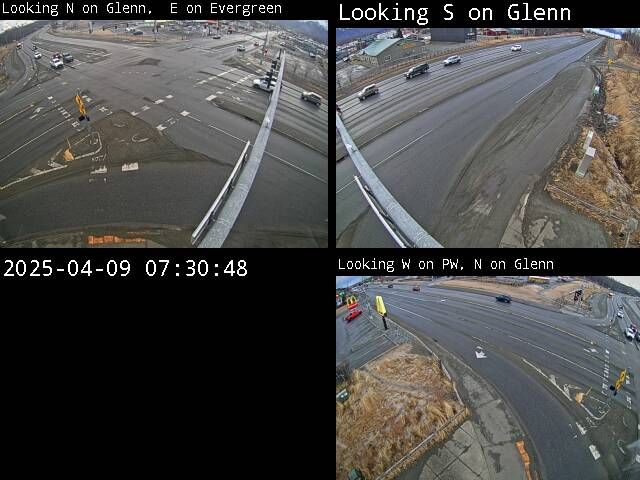 Looking N on Glenn,  E on Evergreen
Looking S on Glenn
2025-04-09 07:30:48
Looking W on PW, N on Glenn